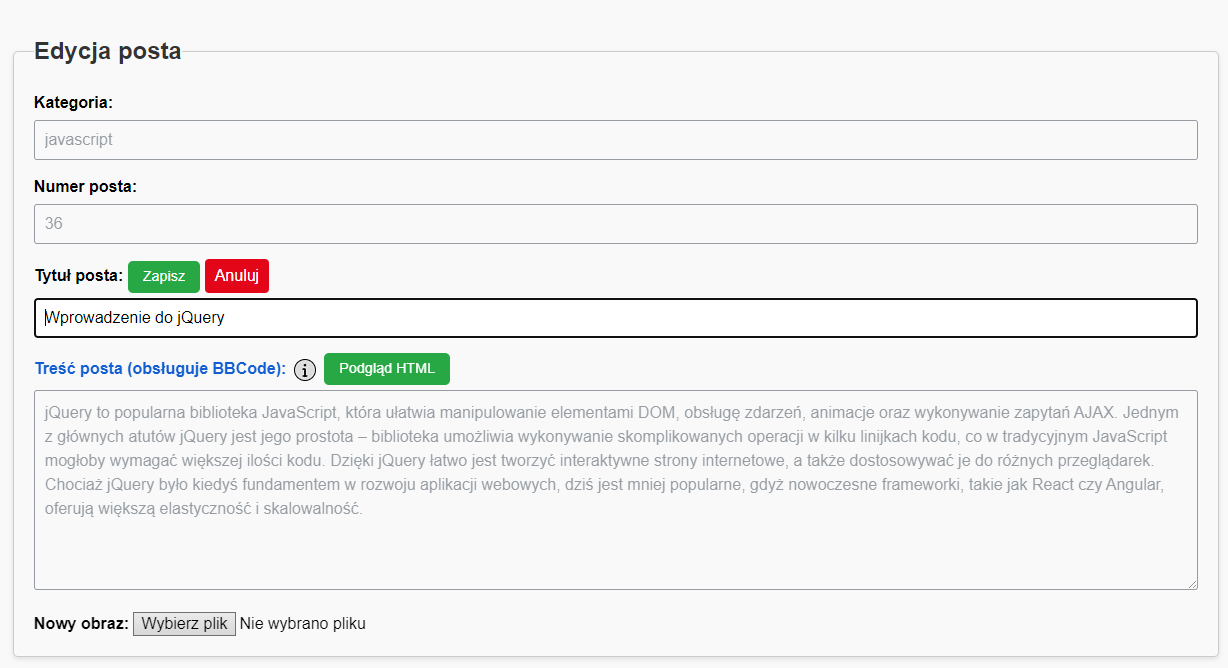 Edycja posta
Kategoria:
javascript
Numer posta:
36
Tytuł posta: Zapisz Anuluj
Wprowadzenie do jQuery
Treść posta (obsługuje BBCode): i Podgląd HTML
jQuery to popularna biblioteka JavaScript, która ułatwia manipulowanie elementami DOM, obsługę zdarzeń, animacje oraz wykonywanie zapytań AJAX. Jednym
z głównych atutów jQuery jest jego prostota – biblioteka umożliwia wykonywanie skomplikowanych operacji w kilku linijkach kodu, co w tradycyjnym JavaScript
mogłoby wymagać większej ilości kodu. Dzięki jQuery łatwo jest tworzyć interaktywne strony internetowe, a także dostosowywać je do różnych przeglądarek.
Chociaż jQuery było kiedyś fundamentem w rozwoju aplikacji webowych, dziś jest mniej popularne, gdyż nowoczesne frameworki, takie jak React czy Angular,
oferują większą elastyczność i skalowalność.
Nowy obraz: Wybierz plik Nie wybrano pliku